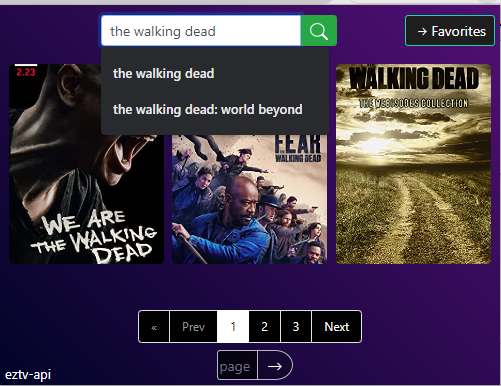 the walking dead
→ Favorites
the walking dead
the walking dead: world beyond
2.23
WE ARE
THE WALKING
DEAD
FEAR
THE WALKING DEAD
WALKING DEAD
THE WEBISODES COLLECTION
« Prev 1 2 3 Next
page →
eztv-api